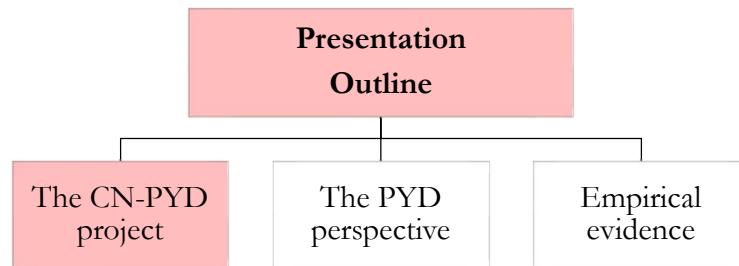 Presentation
Outline
The CN-PYD
project
The PYD
perspective
Empirical
evidence